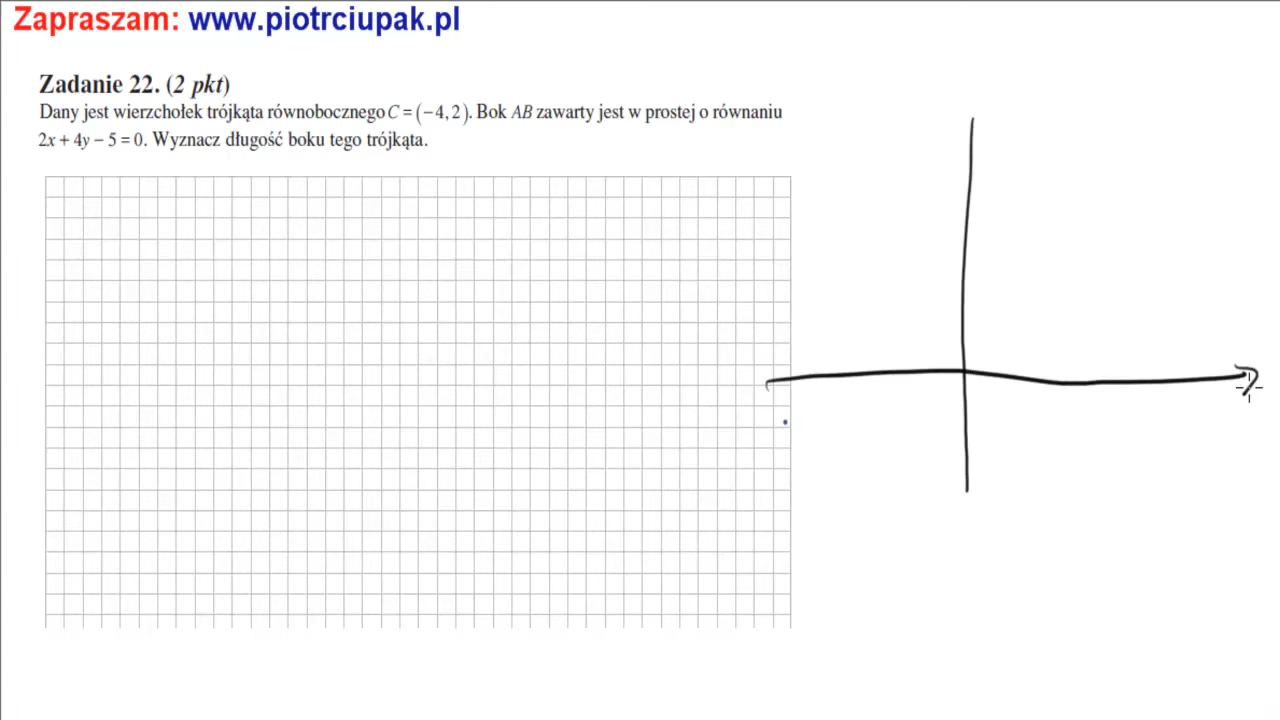 Zapraszam: www.piotrciupak.pl
Zadanie 22. (2 pkt)
Dany jest wierzchołek trójkąta równobocznego C = (−4, 2). Bok AB zawarty jest w prostej o równaniu
2x + 4y − 5 = 0. Wyznacz długość boku tego trójkąta.